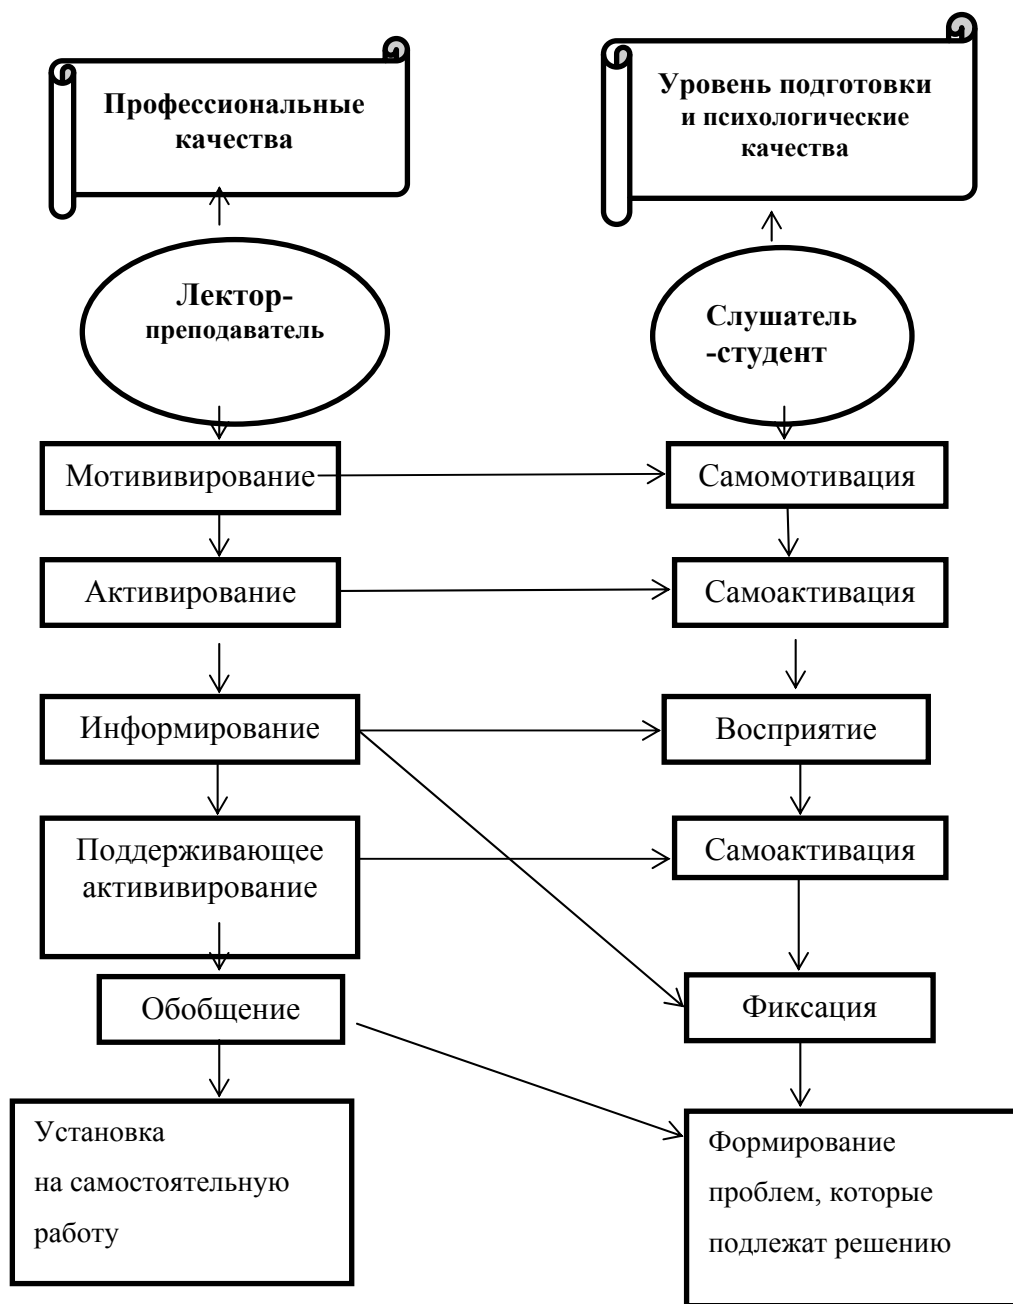 Профессиональные
качества
Уровень подготовки
и психологические
качества
Лектор-
преподаватель
Слушатель
-студент
Мотививирование
Самомотивация
Активирование
Самоактивация
Информирование
Восприятие
Поддерживающее
активививание
Самоактивация
Обобщение
Фиксация
Установка
на самостоятельную
работу
Формирование
проблем, которые
подлежат решению